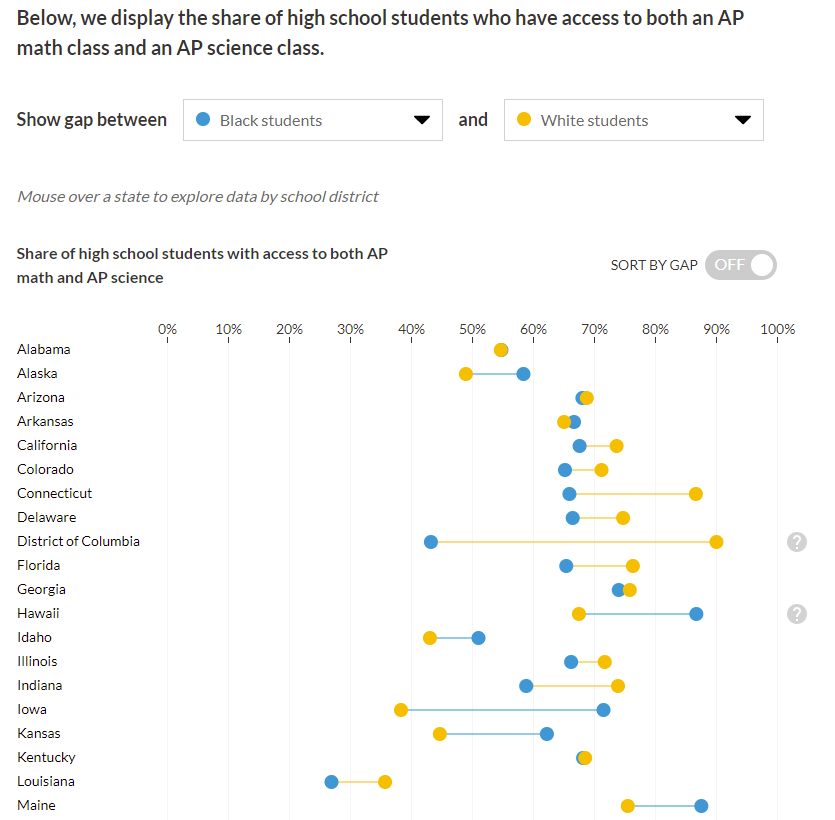 Below, we display the share of high school students who have access to both an AP
math class and an AP science class.
Show gap between Black students and White students
Mouse over a state to explore data by school district
Share of high school students with access to both AP
math and AP science
SORT BY GAP OFF
0% 10% 20% 30% 40% 50% 60% 70% 80% 90% 100%
Alabama
Alaska
Arizona
Arkansas
California
Colorado
Connecticut
Delaware
District of Columbia ?
Florida
Georgia
Hawaii ?
Idaho
Illinois
Indiana
Iowa
Kansas
Kentucky
Louisiana
Maine